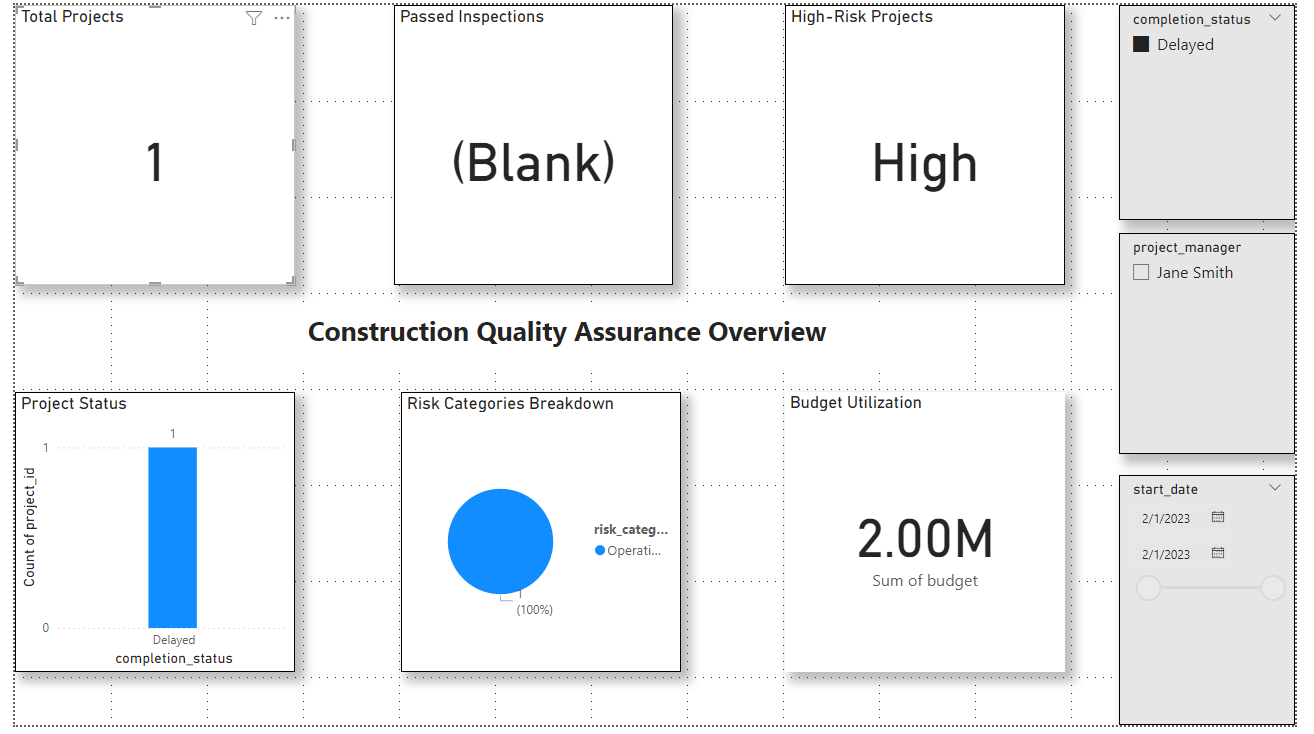 Total Projects
1
Passed Inspections
(Blank)
High-Risk Projects
High
completion_status
Delayed
project_manager
Jane Smith
start_date
2/1/2023
2/1/2023
Construction Quality Assurance Overview
Project Status
1
1
0
Count of project_id
Delayed
completion_status
Risk Categories Breakdown
risk_categ...
Operati...
1
(100%)
Budget Utilization
2.00M
Sum of budget